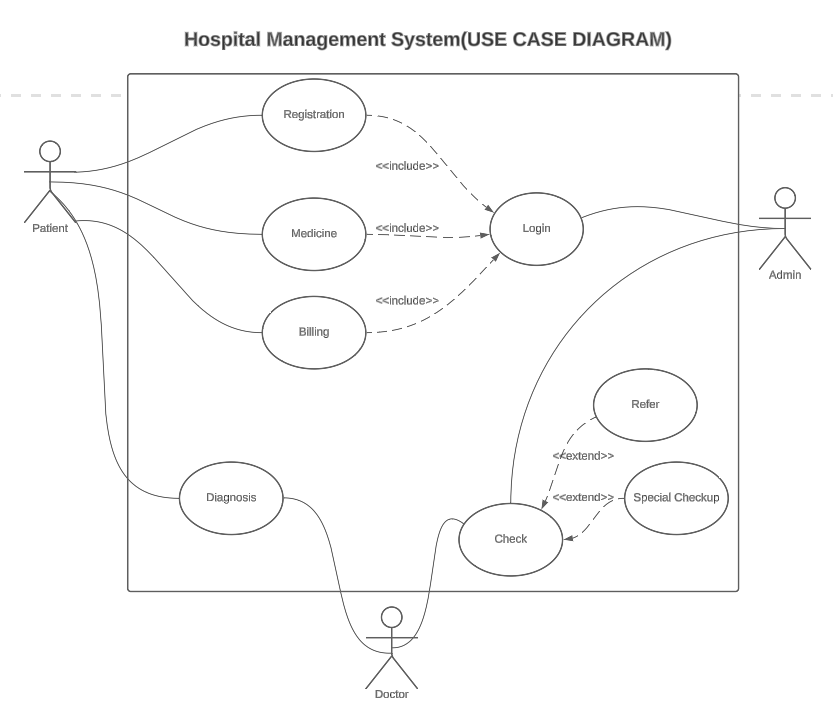 Hospital Management System(USE CASE DIAGRAM)
Registration
<<include>>
Patient
Medicine
<<include>>
Login
Admin
<<include>>
Billing
Refer
<<extend>>
Diagnosis
<<extend>>
Special Checkup
Check
Doctor